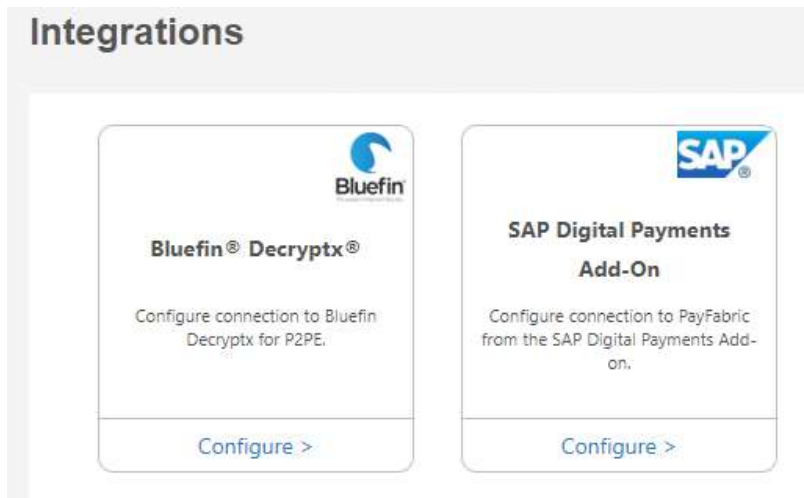 Integrations
Bluefin
Bluefin® Decryptx®
Configure connection to Bluefin
Decryptx for P2PE.
Configure >
SAP®
SAP Digital Payments
Add-On
Configure connection to PayFabric
from the SAP Digital Payments Add-
on.
Configure >